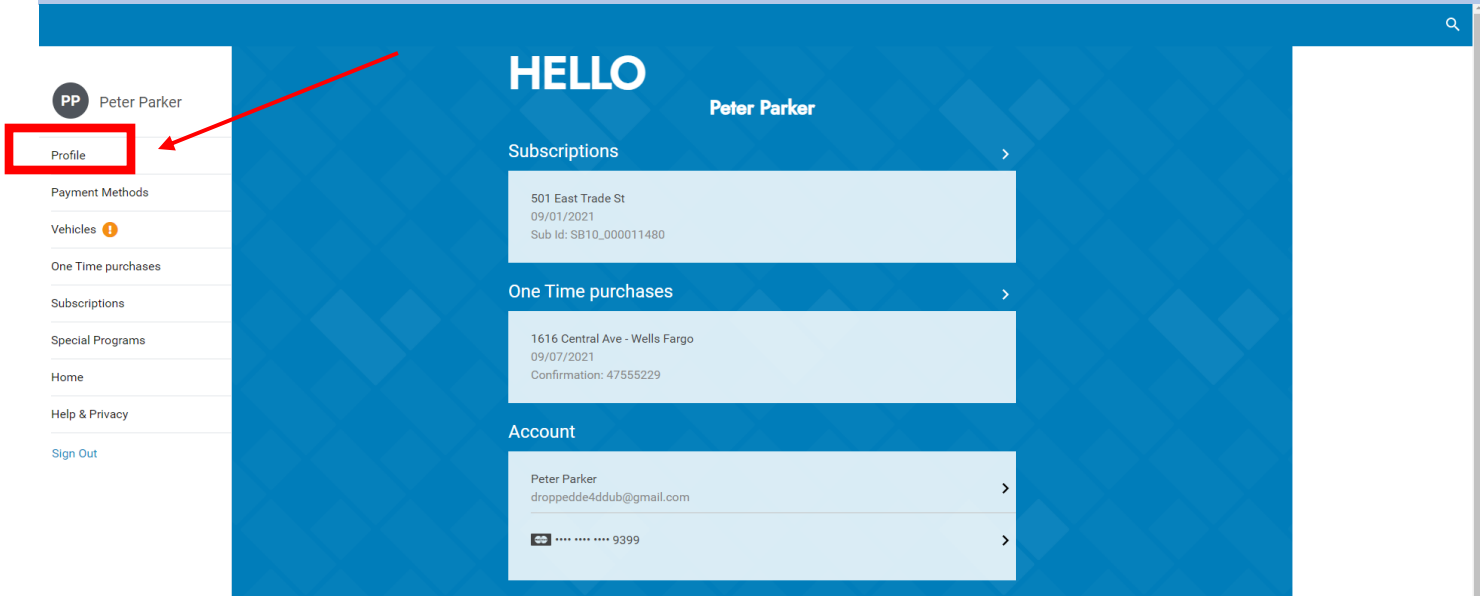 PP Peter Parker
Profile
Payment Methods
Vehicles !
One Time purchases
Subscriptions
Special Programs
Home
Help & Privacy
Sign Out
HELLO
Peter Parker
Subscriptions
501 East Trade St
09/01/2021
Sub Id: SB10_000011480
One Time purchases
1616 Central Ave - Wells Fargo
09/07/2021
Confirmation: 47555229
Account
Peter Parker
droppedde4ddub@gmail.com
•••• •••• •••• 9399